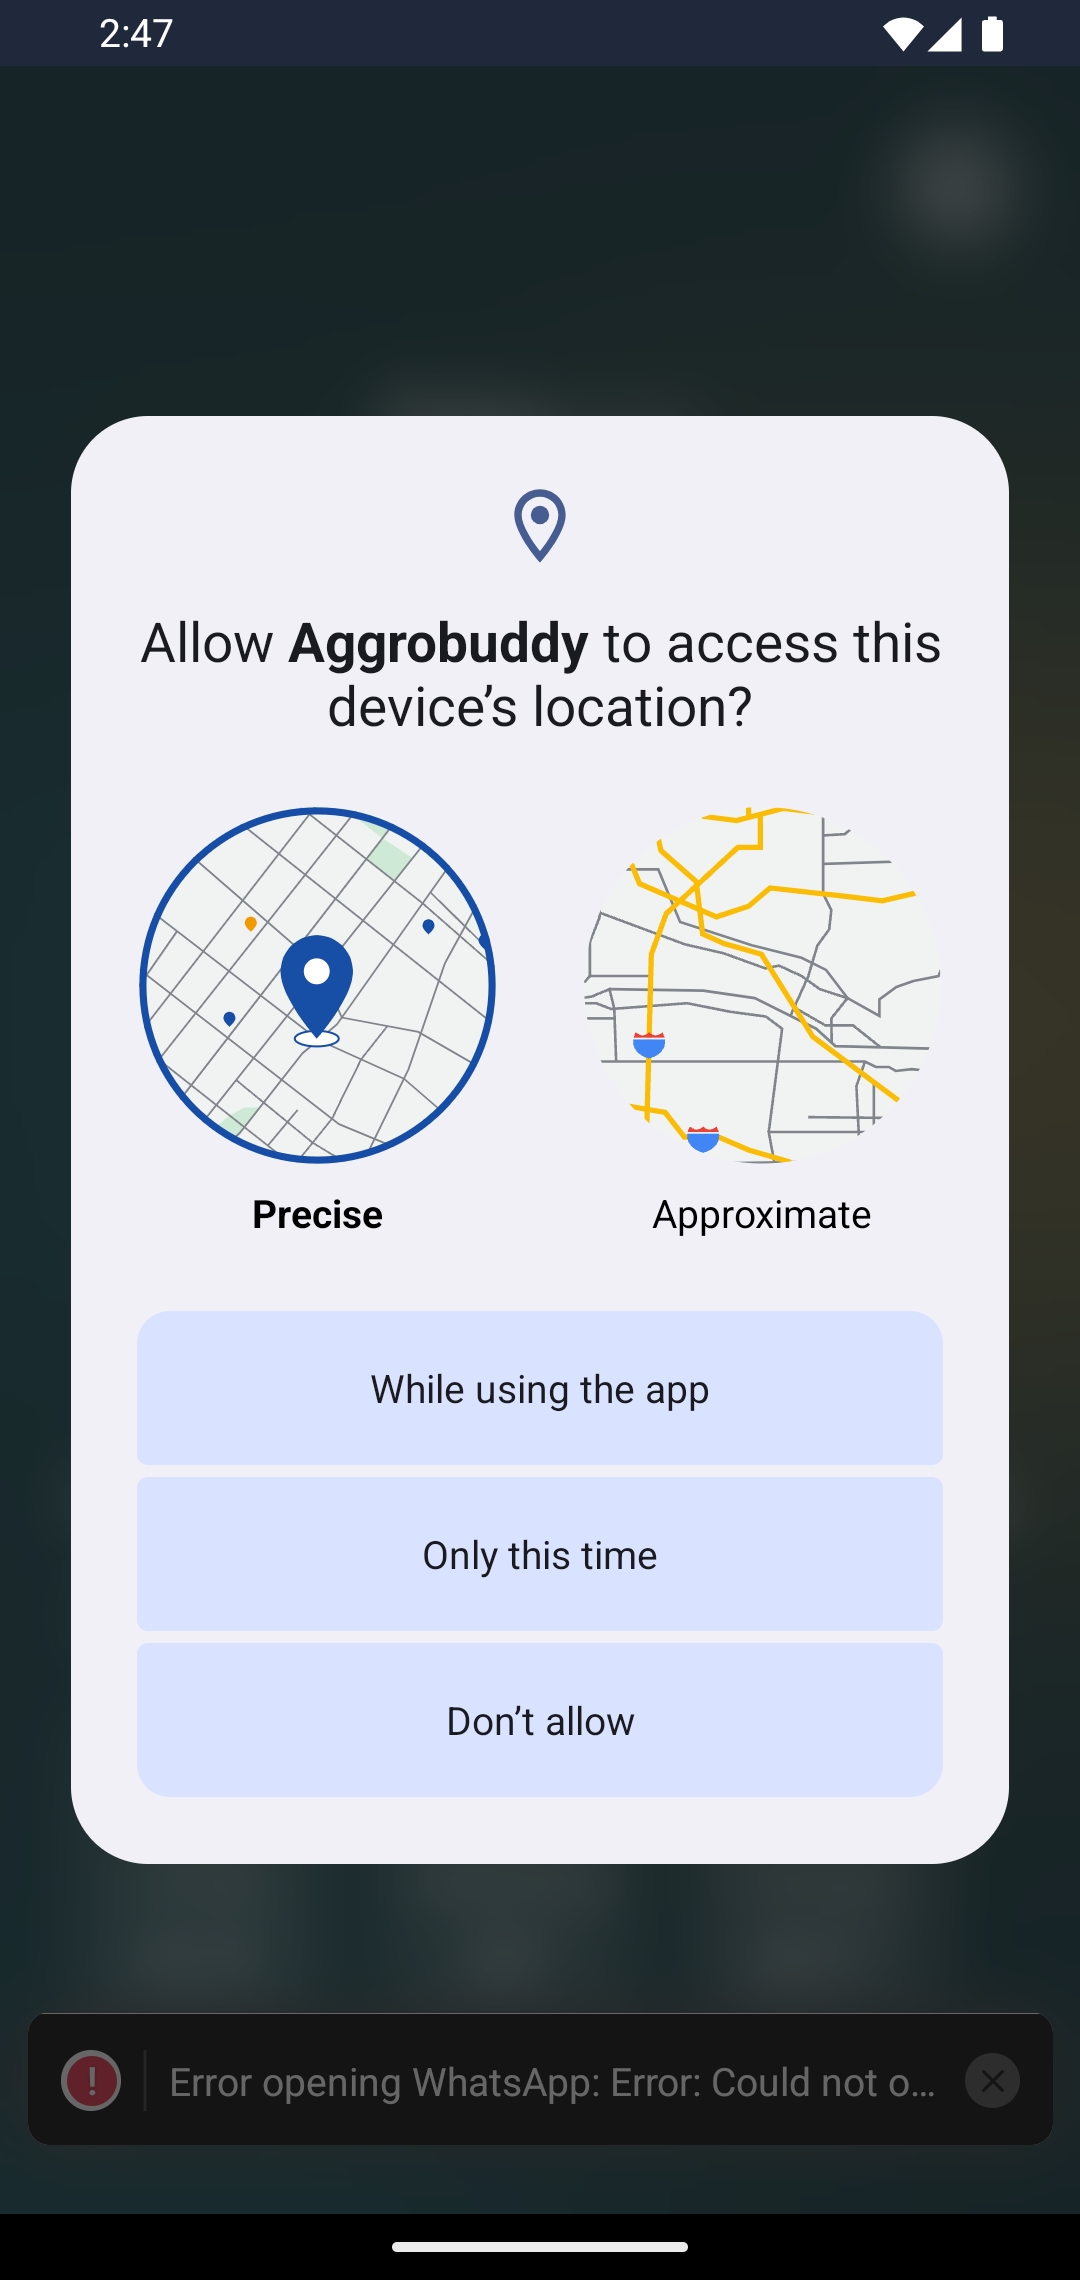 2:47
Allow Aggrobuddy to access this
device’s location?
Precise
Approximate
While using the app
Only this time
Don’t allow
Error opening WhatsApp: Error: Could not o…